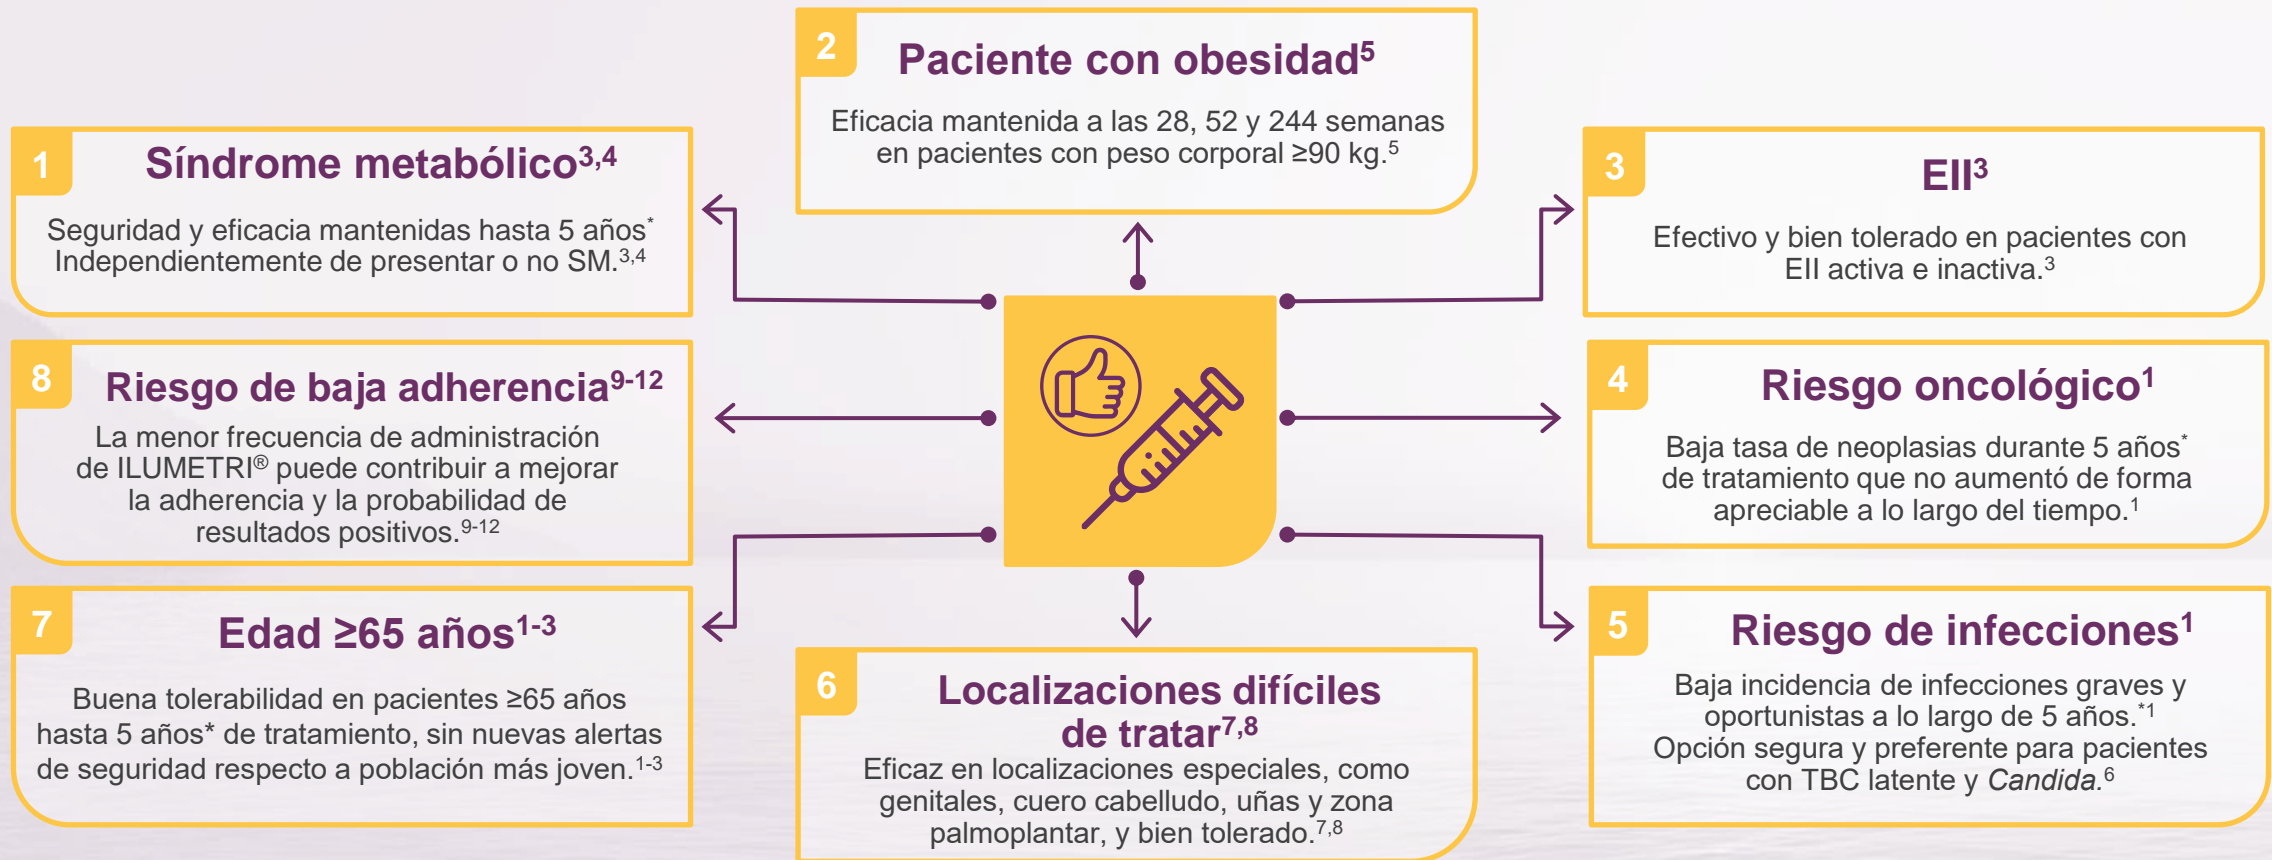 1
Síndrome metabólico3,4
Seguridad y eficacia mantenidas hasta 5 años*
Independientemente de presentar o no SM.3,4
2
Paciente con obesidad5
Eficacia mantenida a las 28, 52 y 244 semanas
en pacientes con peso corporal ≥90 kg.5
3
EII3
Efectivo y bien tolerado en pacientes con
EII activa e inactiva.3
4
Riesgo oncológico1
Baja tasa de neoplasias durante 5 años*
de tratamiento que no aumentó de forma
apreciable a lo largo del tiempo.1
5
Riesgo de infecciones1
Baja incidencia de infecciones graves y
oportunistas a lo largo de 5 años.*1
Opción segura y preferente para pacientes
con TBC latente y Candida.6
6
Localizaciones difíciles
de tratar7,8
Eficaz en localizaciones especiales, como
genitales, cuero cabelludo, uñas y zona
palmoplantar, y bien tolerado.7,8
7
Edad ≥65 años1-3
Buena tolerabilidad en pacientes ≥65 años
hasta 5 años* de tratamiento, sin nuevas alertas
de seguridad respecto a población más joven.1-3
8
Riesgo de baja adherencia9-12
La menor frecuencia de administración
de ILUMETRI® puede contribuir a mejorar
la adherencia y la probabilidad de
resultados positivos.9-12